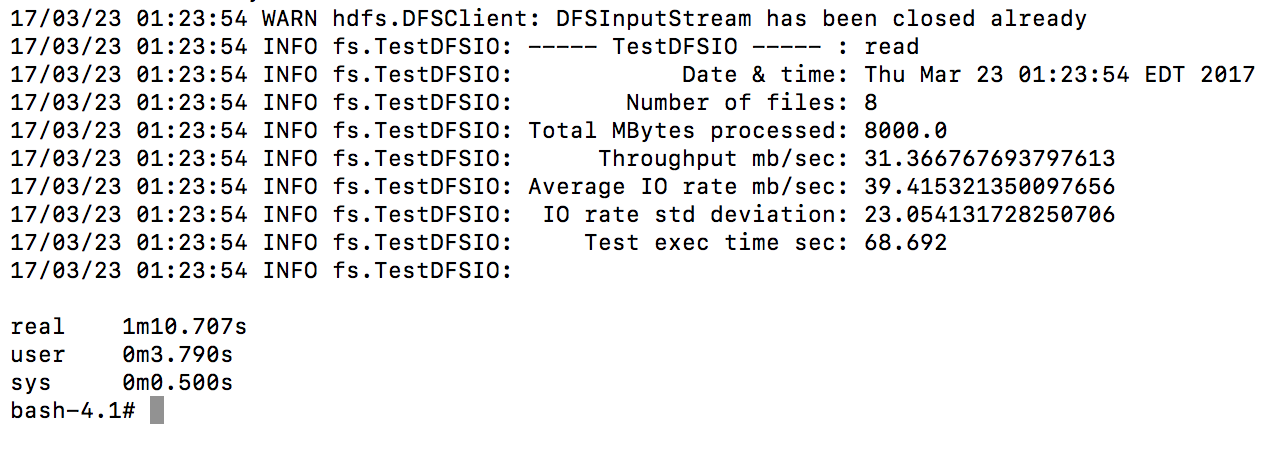 17/03/23 01:23:54 WARN hdfs.DFSClient: DFSInputStream has been closed already
17/03/23 01:23:54 INFO fs.TestDFSIO: ----- TestDFSIO ----- : read
17/03/23 01:23:54 INFO fs.TestDFSIO:            Date & time: Thu Mar 23 01:23:54 EDT 2017
17/03/23 01:23:54 INFO fs.TestDFSIO:        Number of files: 8
17/03/23 01:23:54 INFO fs.TestDFSIO: Total MBytes processed: 8000.0
17/03/23 01:23:54 INFO fs.TestDFSIO:      Throughput mb/sec: 31.366767693797613
17/03/23 01:23:54 INFO fs.TestDFSIO: Average IO rate mb/sec: 39.415321350097656
17/03/23 01:23:54 INFO fs.TestDFSIO:  IO rate std deviation: 23.054131728250706
17/03/23 01:23:54 INFO fs.TestDFSIO:     Test exec time sec: 68.692
17/03/23 01:23:54 INFO fs.TestDFSIO:
real    1m10.707s
user    0m3.790s
sys     0m0.500s
bash-4.1#